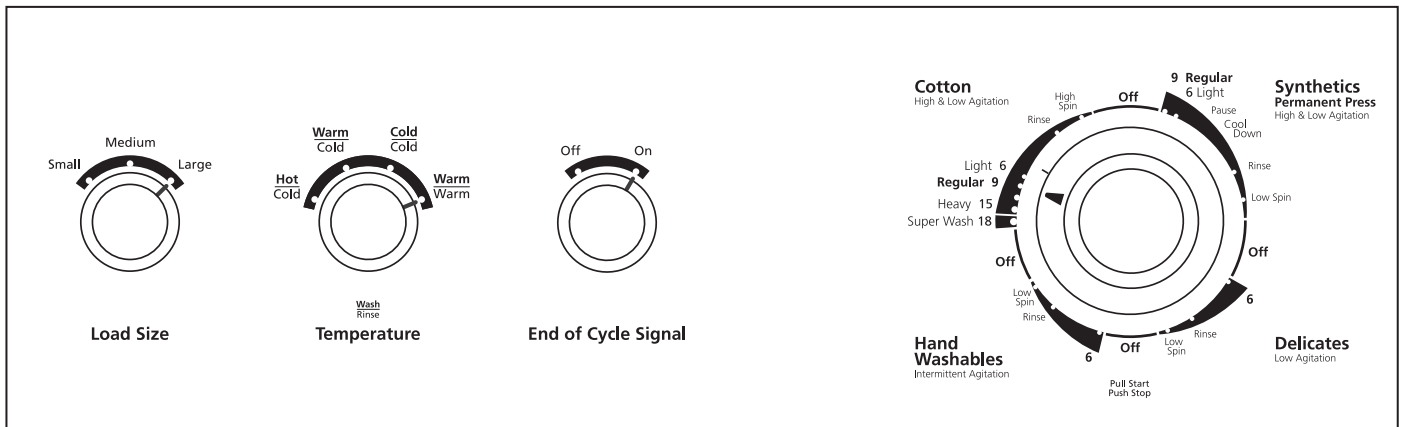 Small
Medium
Large
Load Size
Hot
Cold
Warm
Cold
Cold
Cold
Warm
Warm
Wash
Rinse
Temperature
Off
On
End of Cycle Signal
Cotton
High & Low Agitation
High
Spin
Rinse
Light 6
Regular 9
Heavy 15
Super Wash 18
Off
Off
9 Regular
6 Light
Pause
Cool
Down
Rinse
Low Spin
Synthetics
Permanent Press
High & Low Agitation
Off
6
Rinse
Low
Spin
Delicates
Low Agitation
Off
6
Rinse
Low
Spin
Hand
Washables
Intermittent Agitation
Pull Start
Push Stop